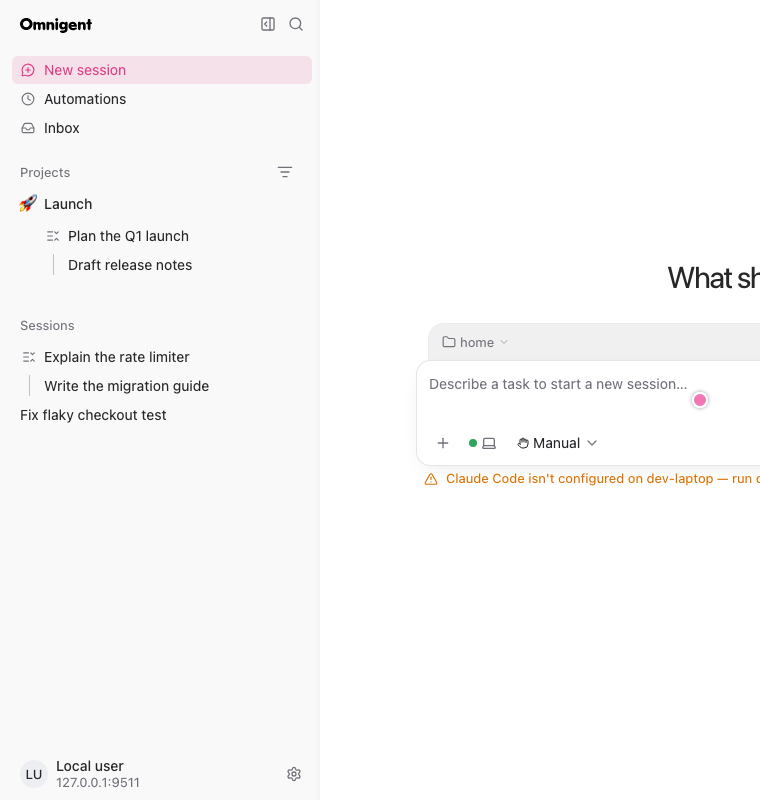 Omnigent
New session
Automations
Inbox
Projects
🚀 Launch
Plan the Q1 launch
Draft release notes
Sessions
Explain the rate limiter
Write the migration guide
Fix flaky checkout test
LU
Local user
127.0.0.1:9511
What sh
home
Describe a task to start a new session...
Manual
Claude Code isn't configured on dev-laptop — run